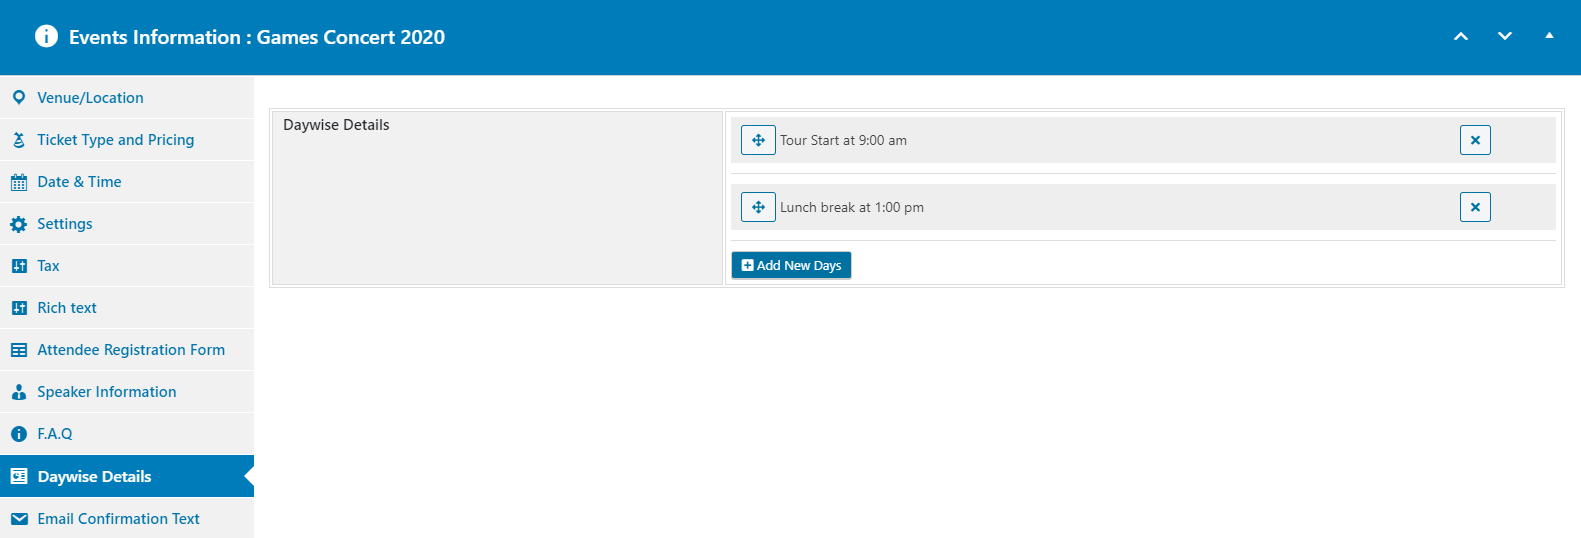 Events Information : Games Concert 2020
Venue/Location
Ticket Type and Pricing
Date & Time
Settings
Tax
Rich text
Attendee Registration Form
Speaker Information
F.A.Q
Daywise Details
Email Confirmation Text
Daywise Details
Tour Start at 9:00 am
Lunch break at 1:00 pm
Add New Days